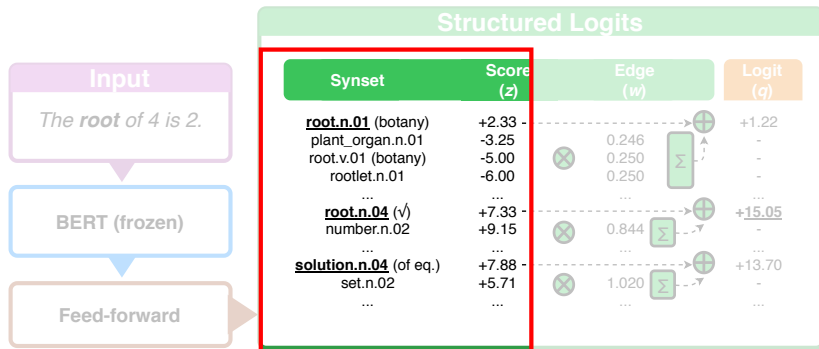 Structured Logits
Input
The root of 4 is 2.
BERT (frozen)
Feed-forward
Synset Score (z) Edge (w) Logit (q)
root.n.01 (botany) +2.33 - +1.22
plant_organ.n.01 -3.25 0.246 -
root.v.01 (botany) -5.00 0.250 Σ -
rootlet.n.01 -6.00 0.250 -
... ... ... ...
root.n.04 (√) +7.33 - +15.05
number.n.02 +9.15 0.844 Σ -
... ... ... ...
solution.n.04 (of eq.) +7.88 - +13.70
set.n.02 +5.71 1.020 Σ -
... ... ... ...